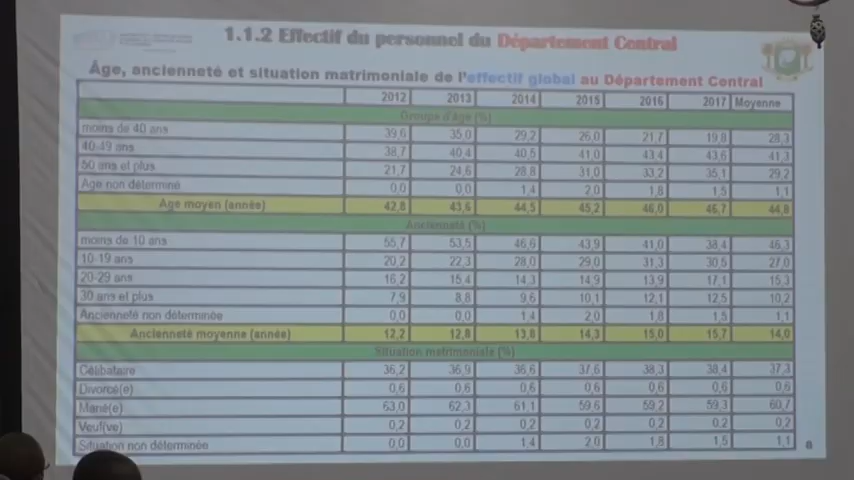 1.1.2 Effectif du personnel du Département Central
Âge, ancienneté et situation matrimoniale de l'effectif global au Département Central
2012 2013 2014 2015 2016 2017 Moyenne
Groupe d'âge (%)
moins de 40 ans 39,6 35,0 29,2 26,0 21,7 19,8 28,3
40-49 ans 38,7 40,4 40,5 41,0 43,4 43,6 41,3
50 ans et plus 21,7 24,6 28,8 31,0 33,2 35,1 29,2
Age non déterminé 0,0 0,0 1,4 2,0 1,8 1,5 1,1
Age moyen (année) 42,8 43,6 44,5 45,2 46,0 46,7 44,8
Ancienneté (%)
moins de 10 ans 55,7 53,5 46,6 43,9 41,0 38,4 46,3
10-19 ans 20,2 22,3 28,0 29,0 31,3 30,5 27,0
20-29 ans 16,2 15,4 14,3 14,9 13,9 17,1 15,3
30 ans et plus 7,9 8,8 9,6 10,1 12,1 12,5 10,2
Ancienneté non déterminée 0,0 0,0 1,4 2,0 1,8 1,5 1,1
Ancienneté moyenne (année) 12,2 12,8 13,8 14,3 15,0 15,7 14,0
Situation matrimoniale (%)
Célibataire 36,2 36,9 36,6 37,6 38,3 38,4 37,3
Divorcé(e) 0,6 0,6 0,6 0,6 0,6 0,6 0,6
Marié(e) 63,0 62,3 61,1 59,6 59,2 59,3 60,7
Veuf(ve) 0,2 0,2 0,2 0,2 0,2 0,2 0,2
Situation non déterminée 0,0 0,0 1,4 2,0 1,8 1,5 1,1
8